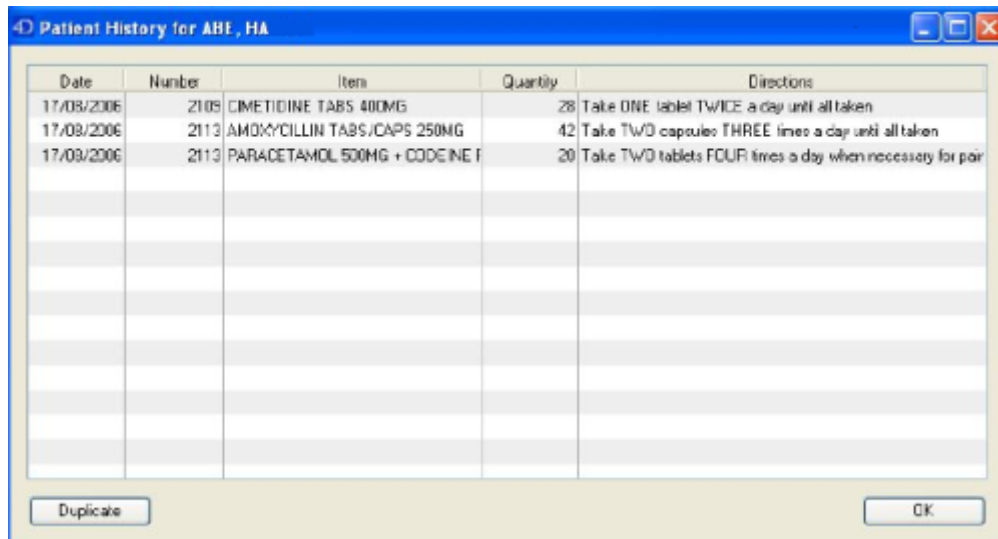 4D Patient History for ABE, HA
Date Number Item Quantity Directions
17/08/2006 2109 CIMETIDINE TABS 400MG 28 Take ONE tablet TWICE a day until all taken
17/08/2006 2113 AMOXYCILLIN TABS/CAPS 250MG 42 Take TWO capsules THREE times a day until all taken
17/08/2006 2113 PARACETAMOL 500MG + CODEINE F 20 Take TWO tablets FOUR times a day when necessary for pain
Duplicate OK